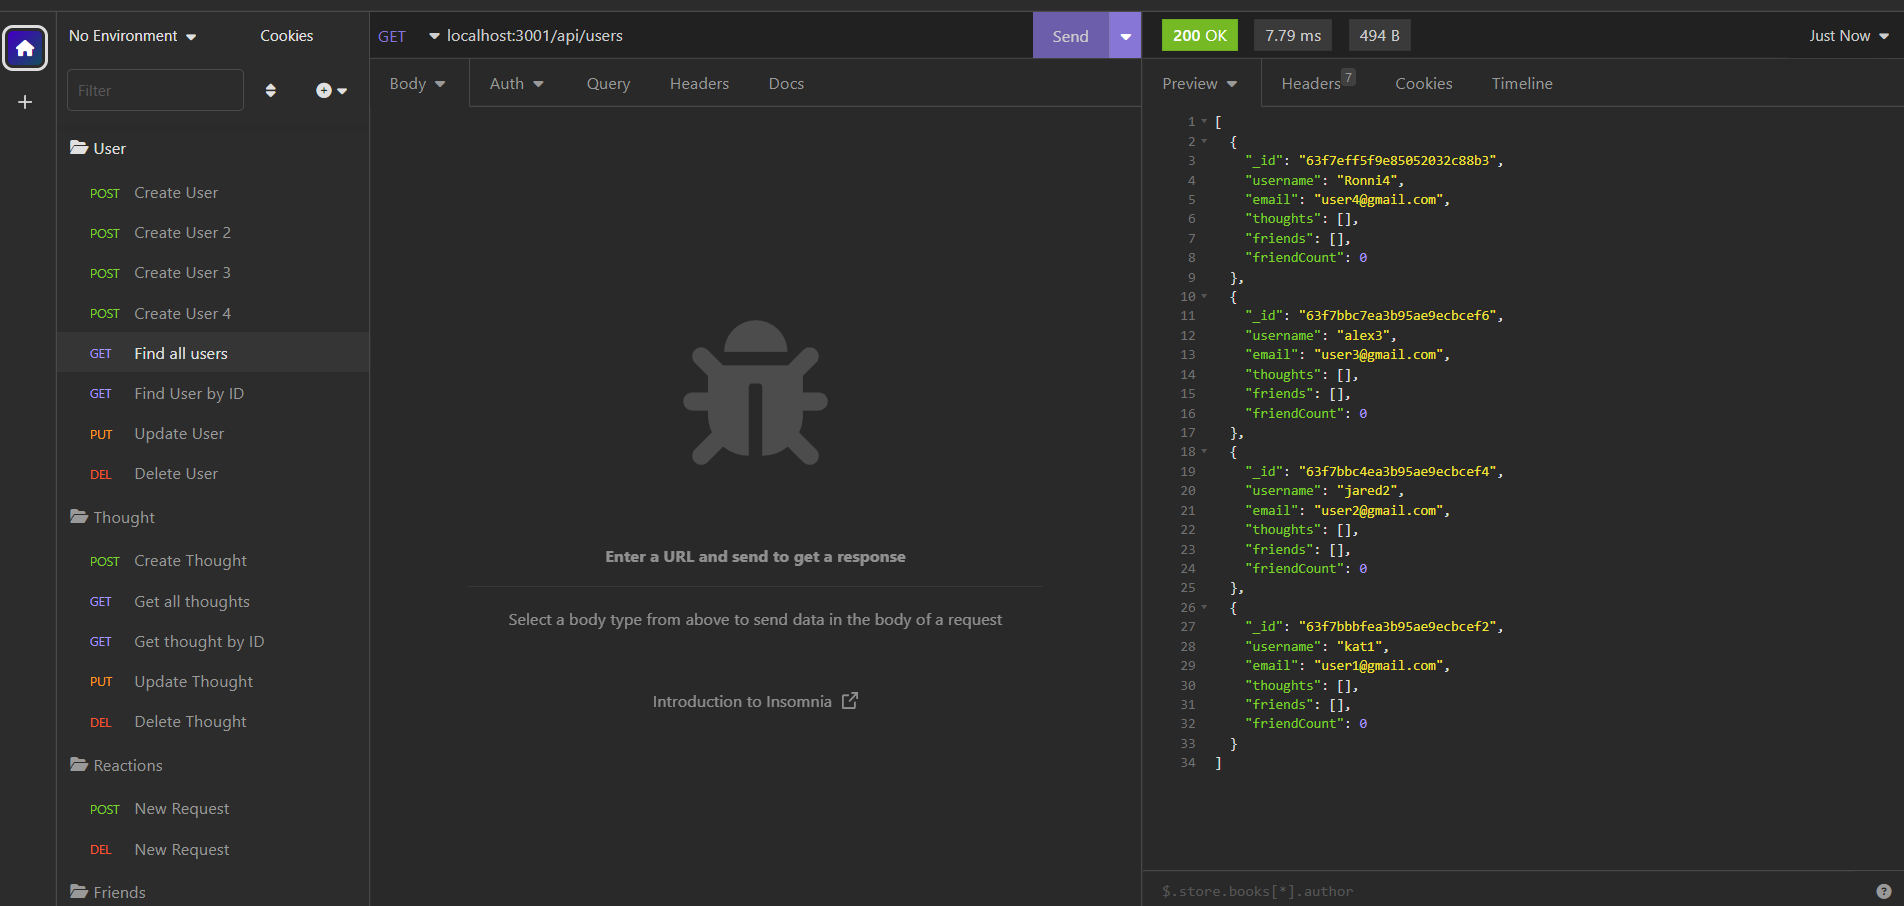 No Environment
Cookies
Filter
User
POST Create User
POST Create User 2
POST Create User 3
POST Create User 4
GET Find all users
GET Find User by ID
PUT Update User
DEL Delete User
Thought
POST Create Thought
GET Get all thoughts
GET Get thought by ID
PUT Update Thought
DEL Delete Thought
Reactions
POST New Request
DEL New Request
Friends
GET localhost:3001/api/users Send
Body Auth Query Headers Docs
Enter a URL and send to get a response
Select a body type from above to send data in the body of a request
Introduction to Insomnia
200 OK 7.79 ms 494 B Just Now
Preview Headers 7 Cookies Timeline
1 [
2 {
3 "_id": "63f7eff5f9e85052032c88b3",
4 "username": "Ronni4",
5 "email": "user4@gmail.com",
6 "thoughts": [],
7 "friends": [],
8 "friendCount": 0
9 },
10 {
11 "_id": "63f7bbc7ea3b95ae9ecbcef6",
12 "username": "alex3",
13 "email": "user3@gmail.com",
14 "thoughts": [],
15 "friends": [],
16 "friendCount": 0
17 },
18 {
19 "_id": "63f7bbc4ea3b95ae9ecbcef4",
20 "username": "jared2",
21 "email": "user2@gmail.com",
22 "thoughts": [],
23 "friends": [],
24 "friendCount": 0
25 },
26 {
27 "_id": "63f7bbbfea3b95ae9ecbcef2",
28 "username": "kat1",
29 "email": "user1@gmail.com",
30 "thoughts": [],
31 "friends": [],
32 "friendCount": 0
33 }
34 ]
$.store.books[*].author
?